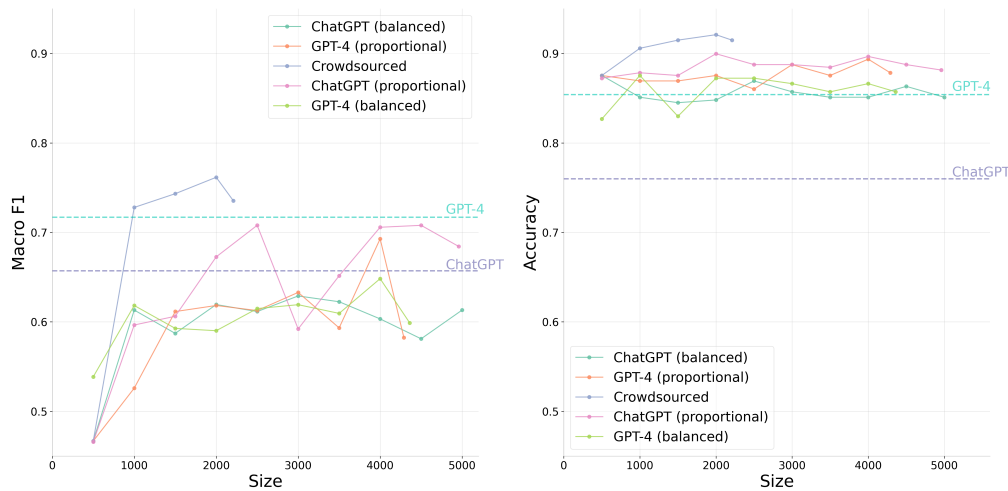 ChatGPT (balanced)
GPT-4 (proportional)
Crowdsourced
ChatGPT (proportional)
GPT-4 (balanced)
0.9
0.8
0.7
0.6
0.5
Macro F1
GPT-4
ChatGPT
0
1000
2000
3000
4000
5000
Size
0.9
0.8
0.7
0.6
0.5
Accuracy
GPT-4
ChatGPT
ChatGPT (balanced)
GPT-4 (proportional)
Crowdsourced
ChatGPT (proportional)
GPT-4 (balanced)
0
1000
2000
3000
4000
5000
Size